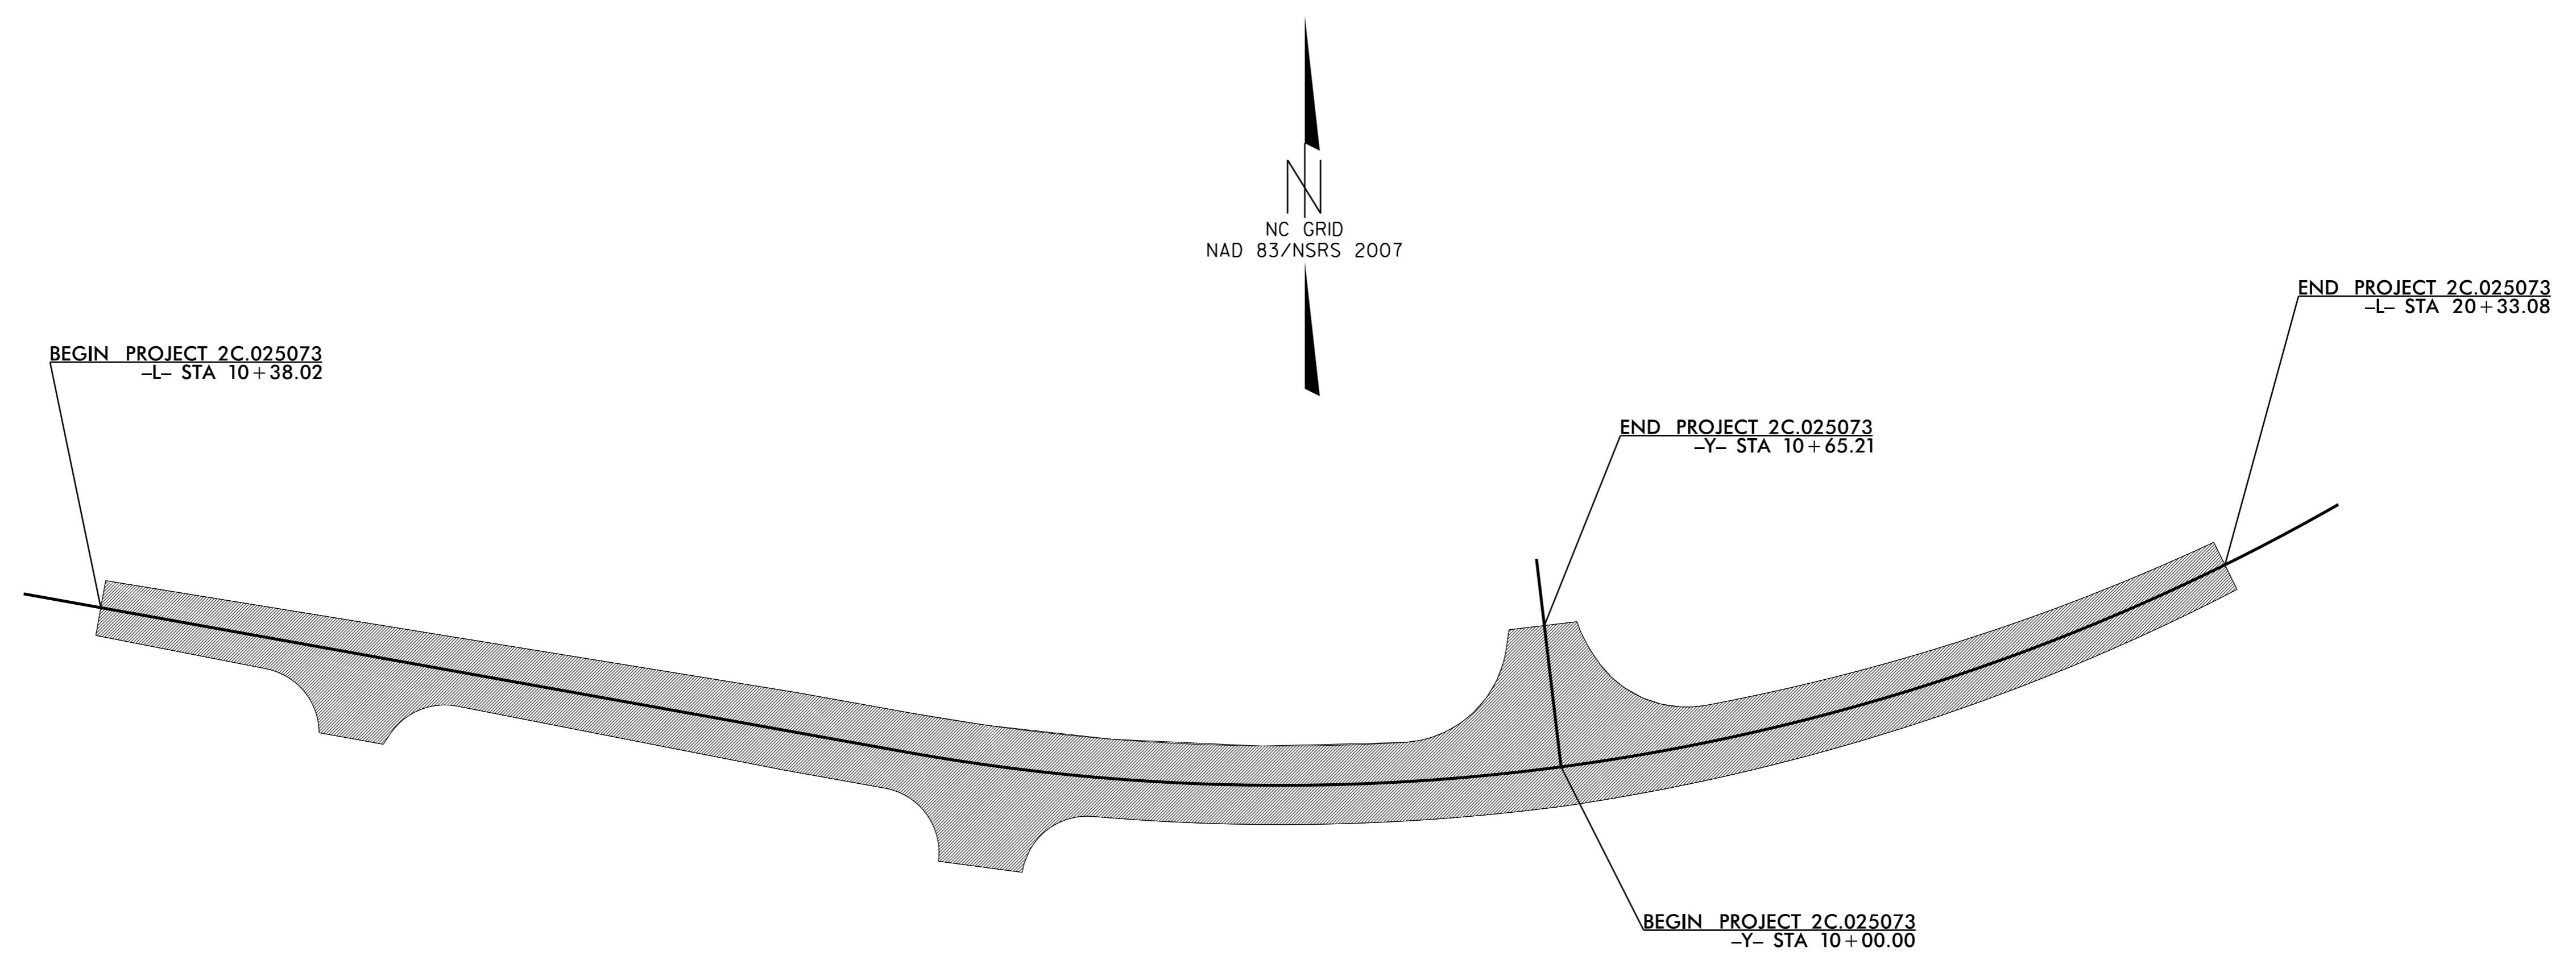 N
NC GRID
NAD 83/NSRS 2007
END PROJECT 2C.025073
–L– STA 20+33.08
BEGIN PROJECT 2C.025073
–L– STA 10+38.02
END PROJECT 2C.025073
–Y– STA 10+65.21
BEGIN PROJECT 2C.025073
–Y– STA 10+00.00